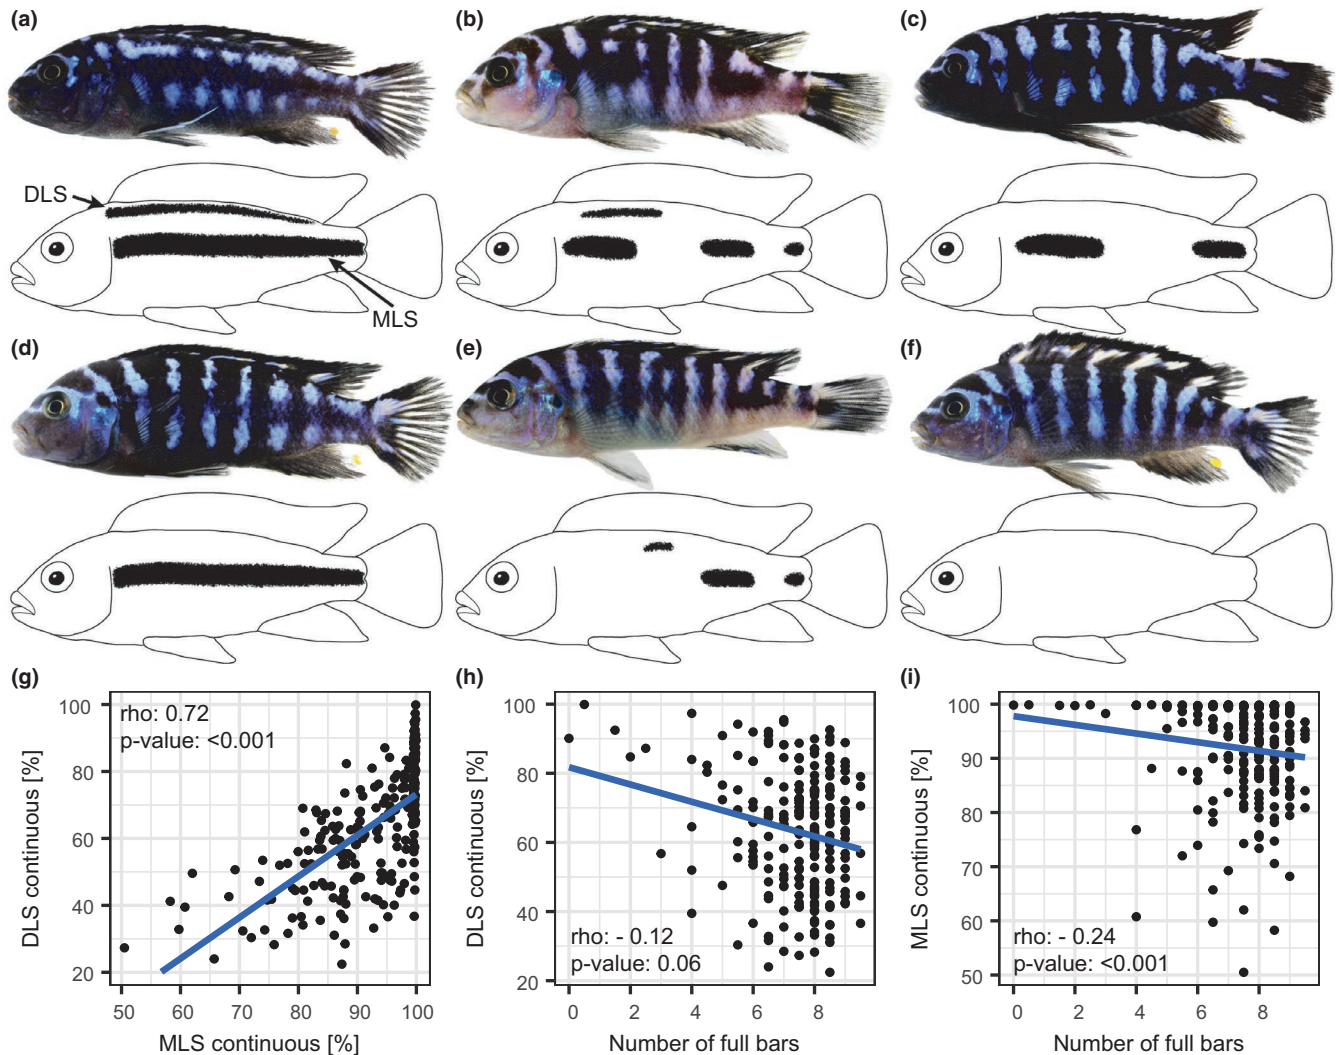 (a)
(b)
(c)
DLS
MLS
(d)
(e)
(f)
(g)
100
80
60
40
20
DLS continuous [%]
rho: 0.72
p-value: <0.001
50 60 70 80 90 100
MLS continuous [%]
(h)
100
80
60
40
20
DLS continuous [%]
rho: - 0.12
p-value: 0.06
0 2 4 6 8
Number of full bars
(i)
100
90
80
70
60
50
MLS continuous [%]
rho: - 0.24
p-value: <0.001
0 2 4 6 8
Number of full bars